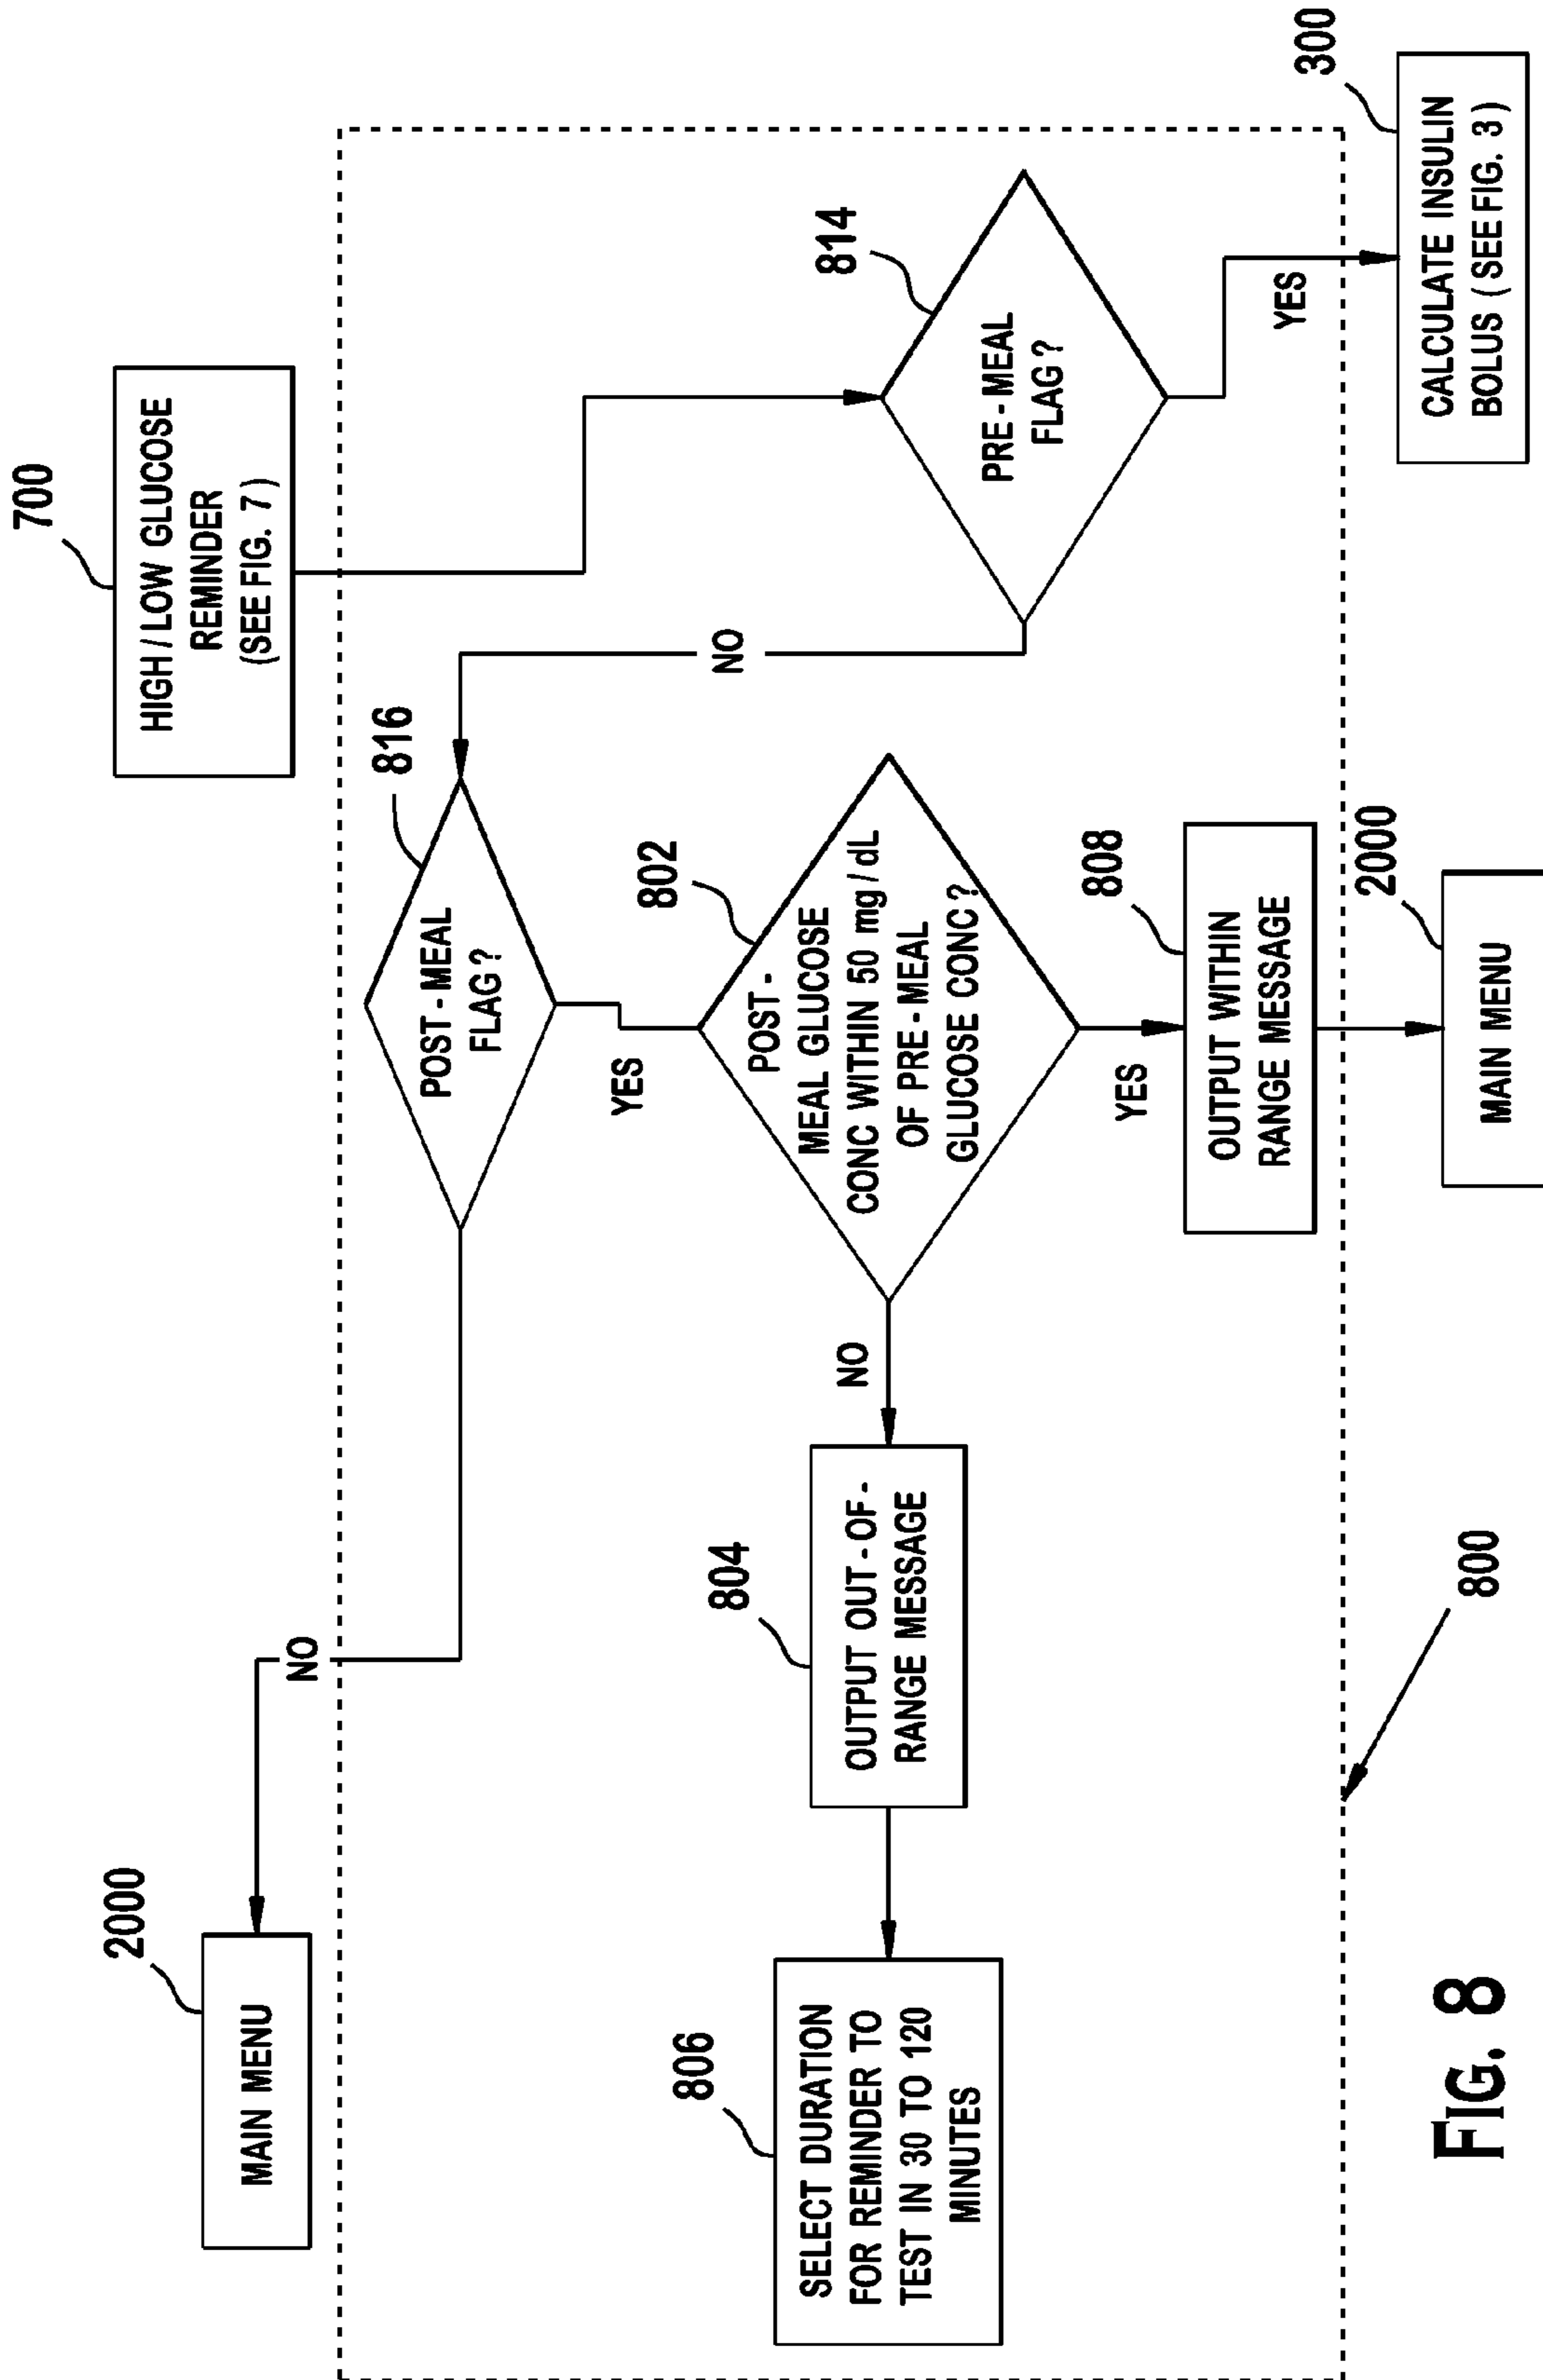 700
HIGH / LOW GLUCOSE
REMINDER
(SEE FIG. 7)
814
PRE - MEAL
FLAG ?
YES
300
CALCULATE INSULIN
BOLUS (SEE FIG. 3)
NO
816
POST - MEAL
FLAG ?
NO
2000
MAIN MENU
YES
802
POST -
MEAL GLUCOSE
CONC WITHIN 50 mg / dL
OF PRE - MEAL
GLUCOSE CONC ?
YES
808
OUTPUT WITHIN
RANGE MESSAGE
2000
MAIN MENU
NO
804
OUTPUT OUT - OF -
RANGE MESSAGE
806
SELECT DURATION
FOR REMINDER TO
TEST IN 30 TO 120
MINUTES
800
FIG. 8